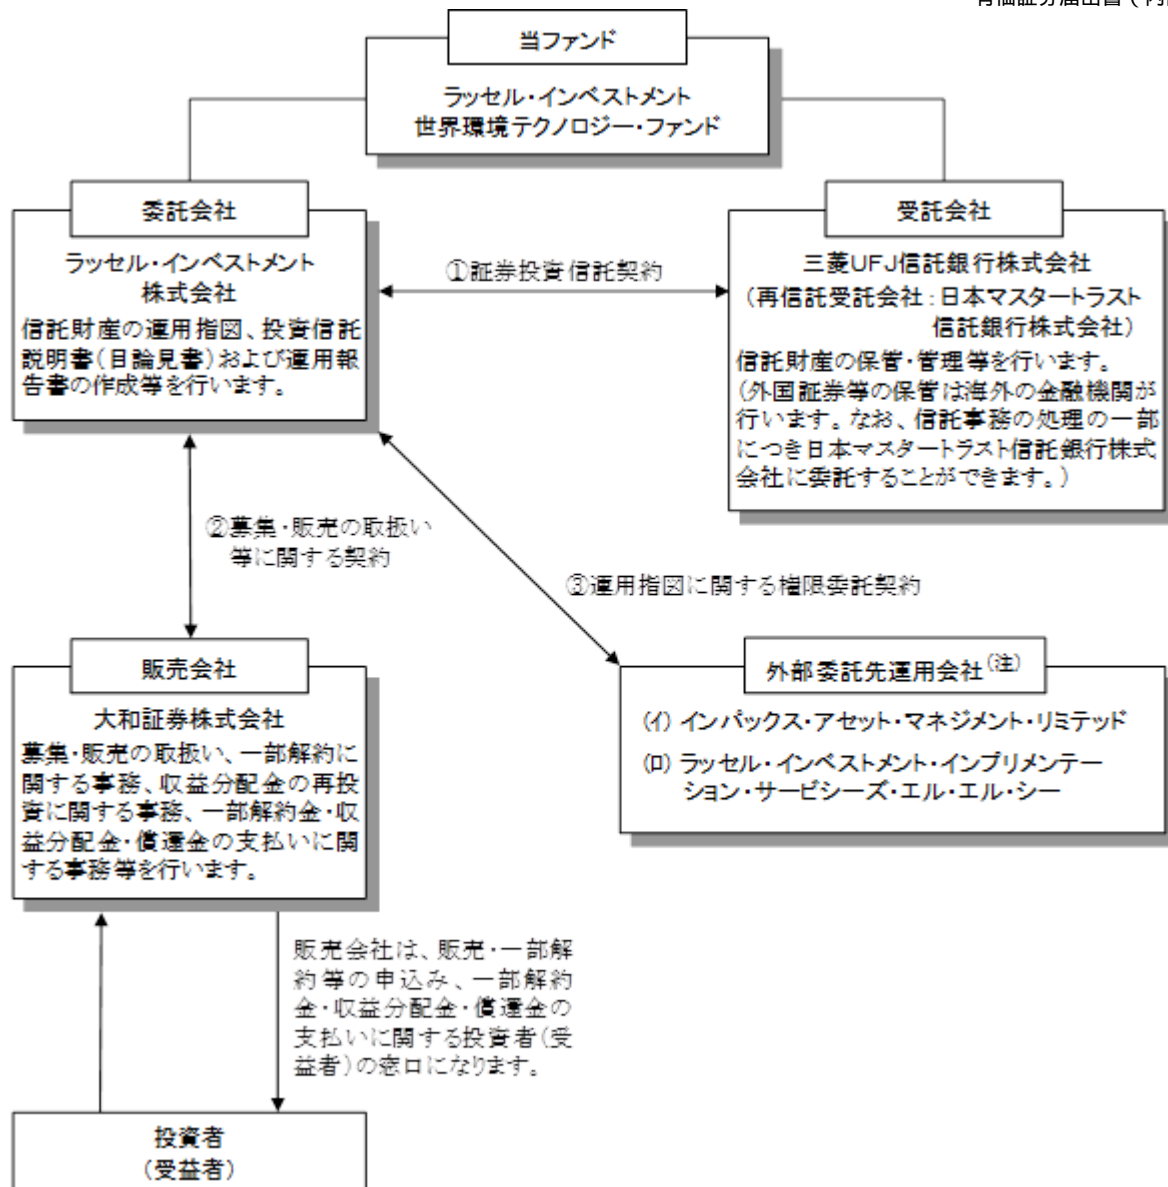 当ファンド
ラッセル・インベストメント
世界環境テクノロジー・ファンド
委託会社
ラッセル・インベストメント
株式会社
信託財産の運用指図、投資信託
説明書(目論見書)および運用報
告書の作成等を行います。
①証券投資信託契約
受託会社
三菱UFJ信託銀行株式会社
(再信託受託会社:日本マスタートラスト
信託銀行株式会社)
信託財産の保管・管理等を行います。
(外国証券等の保管は海外の金融機関が
行います。なお、信託事務の処理の一部
につき日本マスタートラスト信託銀行株式
会社に委託することができます。)
②募集・販売の取扱い
等に関する契約
③運用指図に関する権限委託契約
販売会社
大和証券株式会社
募集・販売の取扱い、一部解約に
関する事務、収益分配金の再投
資に関する事務、一部解約金・収
益分配金・償還金の支払いに関
する事務等を行います。
外部委託先運用会社(注)
(イ) インパックス・アセット・マネジメント・リミテッド
(ロ) ラッセル・インベストメント・インプリメンテー
ション・サービシーズ・エル・エル・シー
販売会社は、販売・一部解
約等の申込み、一部解約
金・収益分配金・償還金の
支払いに関する投資者(受
益者)の窓口になります。
投資者
(受益者)